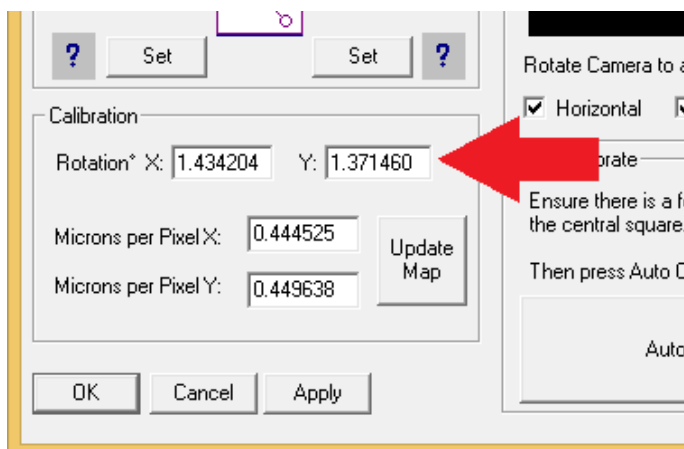 ? Set Set ?
Calibration
Rotation° X: 1.434204 Y: 1.371460
Microns per Pixel X: 0.444525
Microns per Pixel Y: 0.449638
Update
Map
OK Cancel Apply
Rotate Camera to a
Horizontal
Ensure there is a
the central square
Then press Auto
Auto